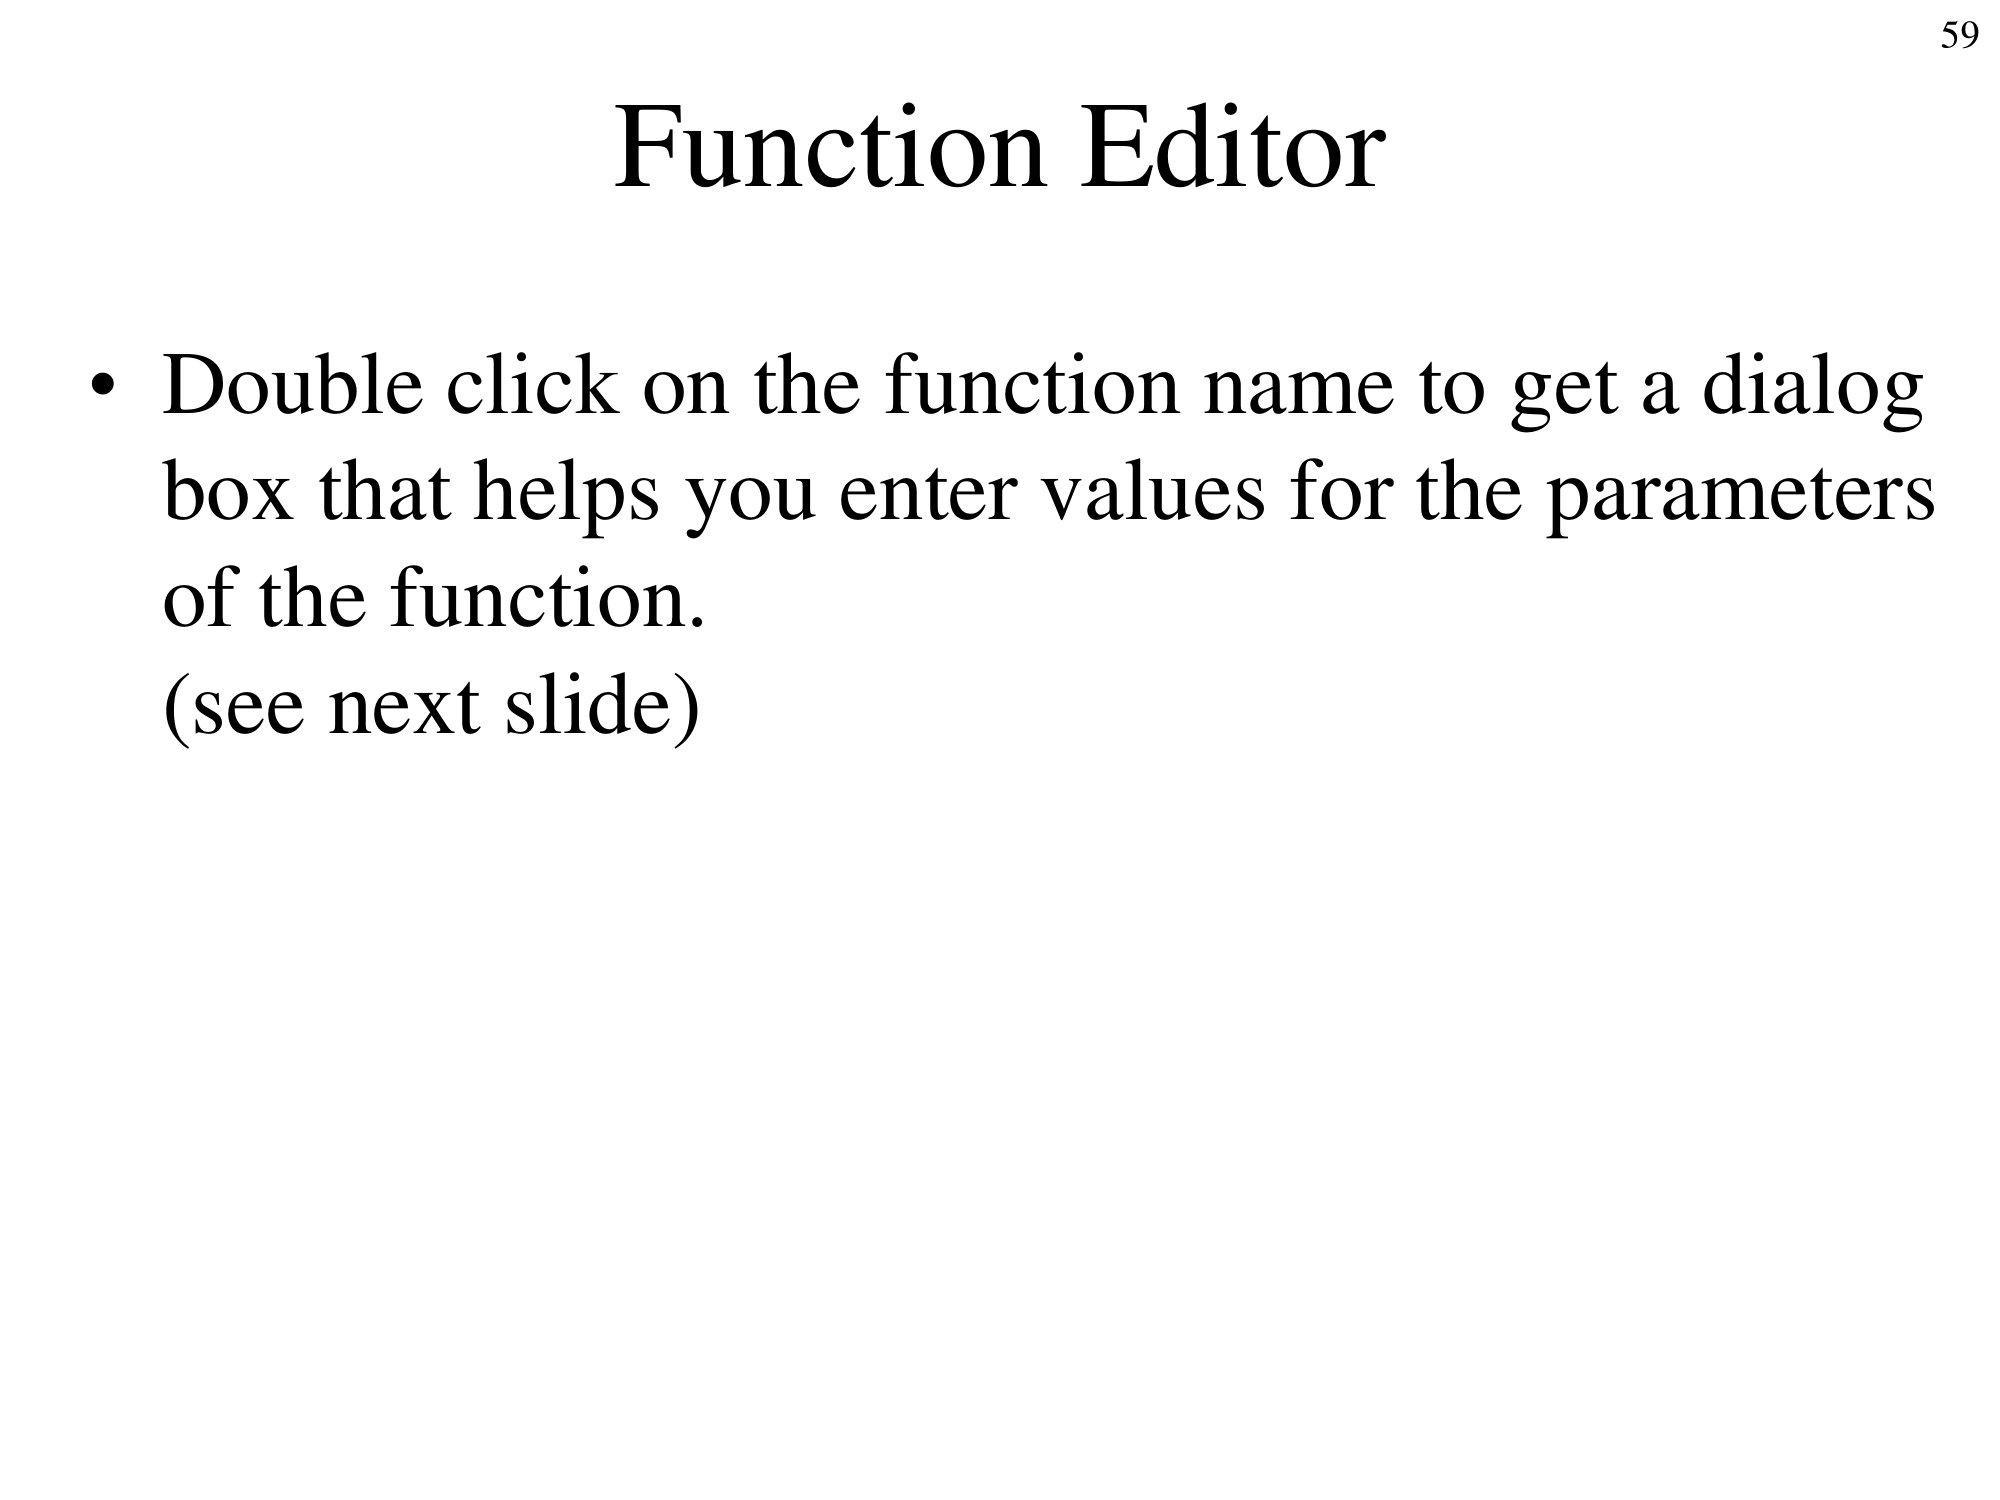 59
Function Editor
• Double click on the function name to get a dialog
box that helps you enter values for the parameters
of the function.
(see next slide)